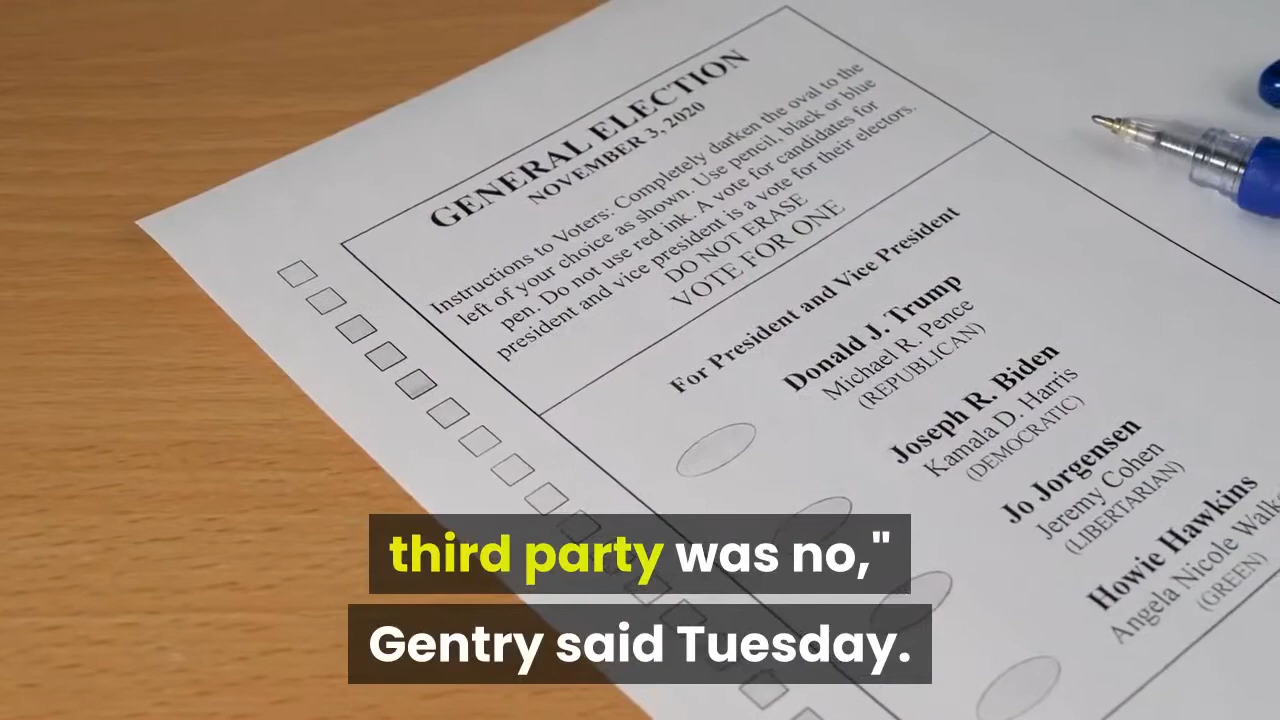 GENERAL ELECTION
NOVEMBER 3, 2020
Instructions to Voters: Completely darken the oval to the
left of your choice as shown. Use pencil, black or blue
pen. Do not use red ink. A vote for candidates for
president and vice president is a vote for their electors.
DO NOT ERASE
VOTE FOR ONE
For President and Vice President
Donald J. Trump
Michael R. Pence
(REPUBLICAN)
Joseph R. Biden
Kamala D. Harris
(DEMOCRATIC)
Jo Jorgensen
Jeremy Cohen
(LIBERTARIAN)
Howie Hawkins
Angela Nicole
(GREEN)
third party was no,"
Gentry said Tuesday.